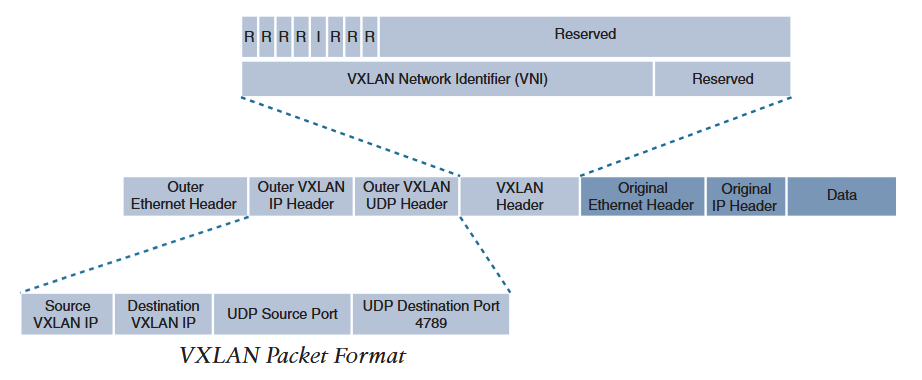 R R R R I R R R Reserved
VXLAN Network Identifier (VNI) Reserved
Outer
Ethernet Header
Outer VXLAN
IP Header
Outer VXLAN
UDP Header
VXLAN
Header
Original
Ethernet Header
Original
IP Header
Data
Source
VXLAN IP
Destination
VXLAN IP
UDP Source Port
UDP Destination Port
4789
VXLAN Packet Format